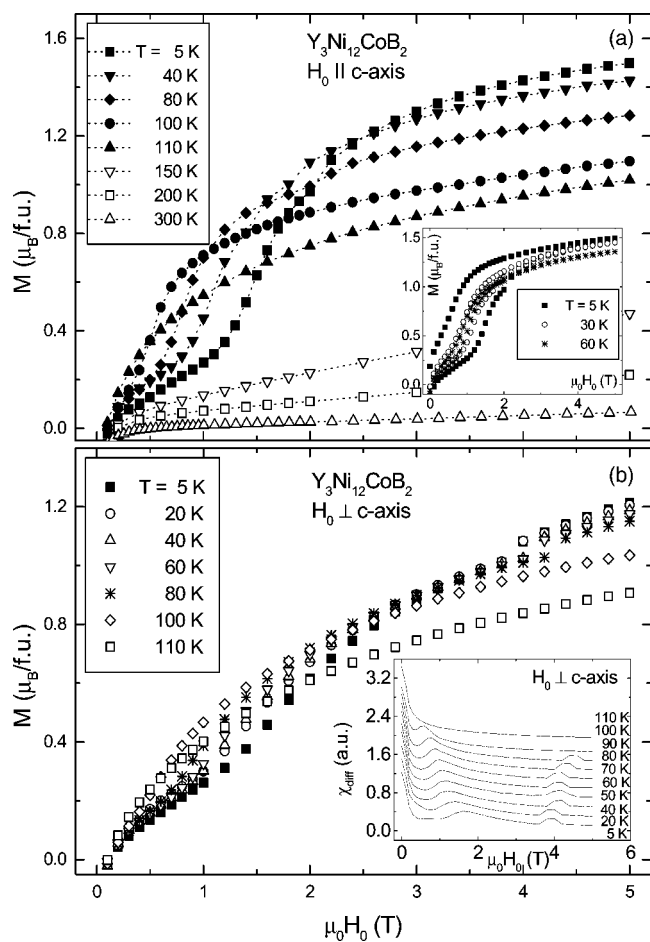 (a)
Y₃Ni₁₂CoB₂
H₀ || c-axis
T = 5 K
40 K
80 K
100 K
110 K
150 K
200 K
300 K
M (μB/f.u.)
1.6
1.2
0.8
0.4
0.0
M (μB/f.u.)
1.5
1.0
0.5
0.0
T = 5 K
30 K
60 K
μ₀H₀ (T)
0 2 4
(b)
Y₃Ni₁₂CoB₂
H₀ ⊥ c-axis
T = 5 K
20 K
40 K
60 K
80 K
100 K
110 K
M (μB/f.u.)
1.2
0.8
0.4
0.0
H₀ ⊥ c-axis
χdiff (a.u.)
3.2
2.4
1.6
0.8
0.0
110 K
100 K
90 K
80 K
70 K
60 K
50 K
40 K
20 K
5 K
0 2 4 6
μ₀H₀ (T)
0 1 2 3 4 5
μ₀H₀ (T)